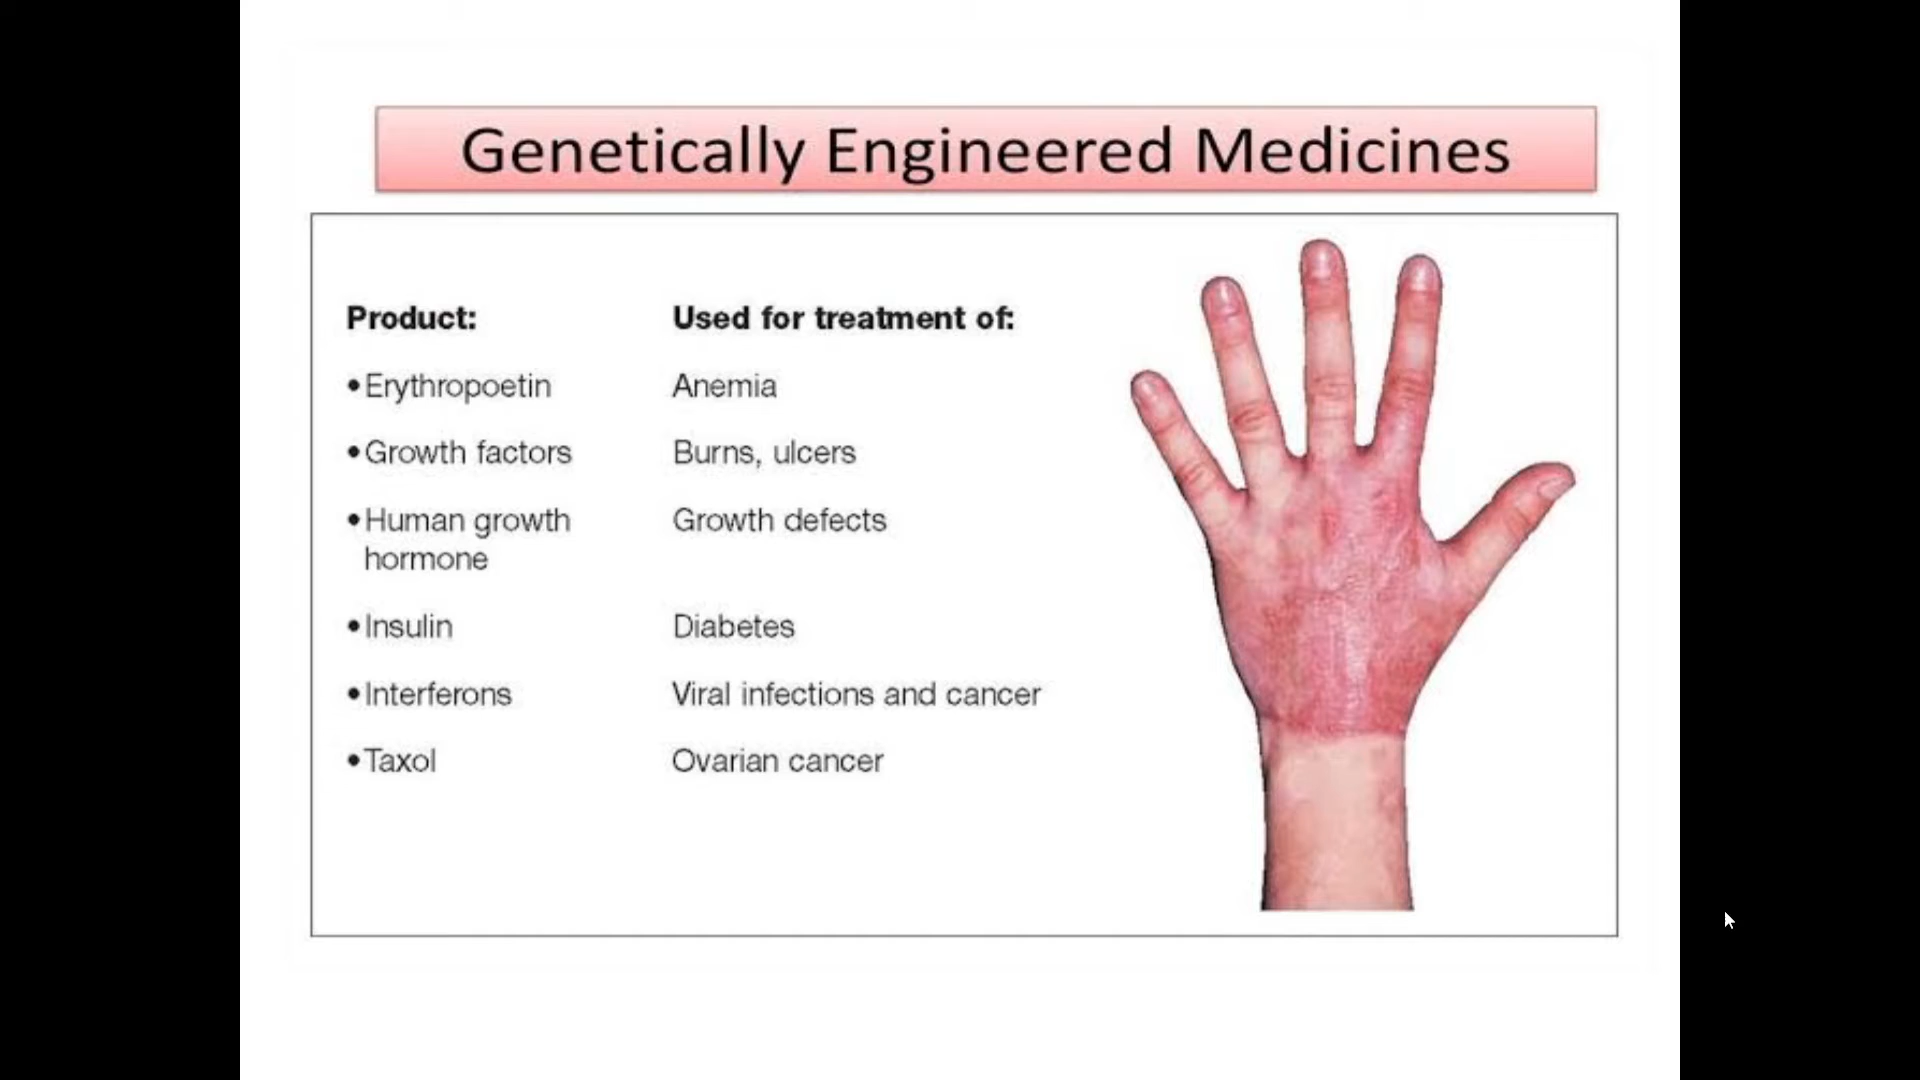 Genetically Engineered Medicines
Product: Used for treatment of:
•Erythropoetin Anemia
•Growth factors Burns, ulcers
•Human growth Growth defects
hormone
•Insulin Diabetes
•Interferons Viral infections and cancer
•Taxol Ovarian cancer